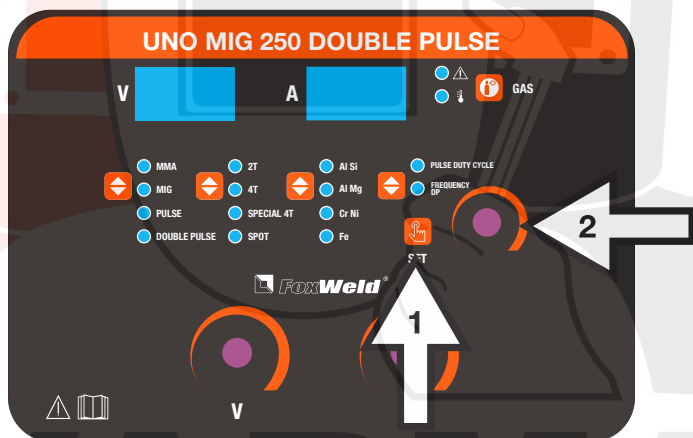 UNO MIG 250 DOUBLE PULSE
V
A
GAS
MMA
MIG
PULSE
DOUBLE PULSE
2T
4T
SPECIAL 4T
SPOT
Al Si
Al Mg
Cr Ni
Fe
PULSE DUTY CYCLE
FREQUENCY
DP
SET
2
FoxWeld®
1
V